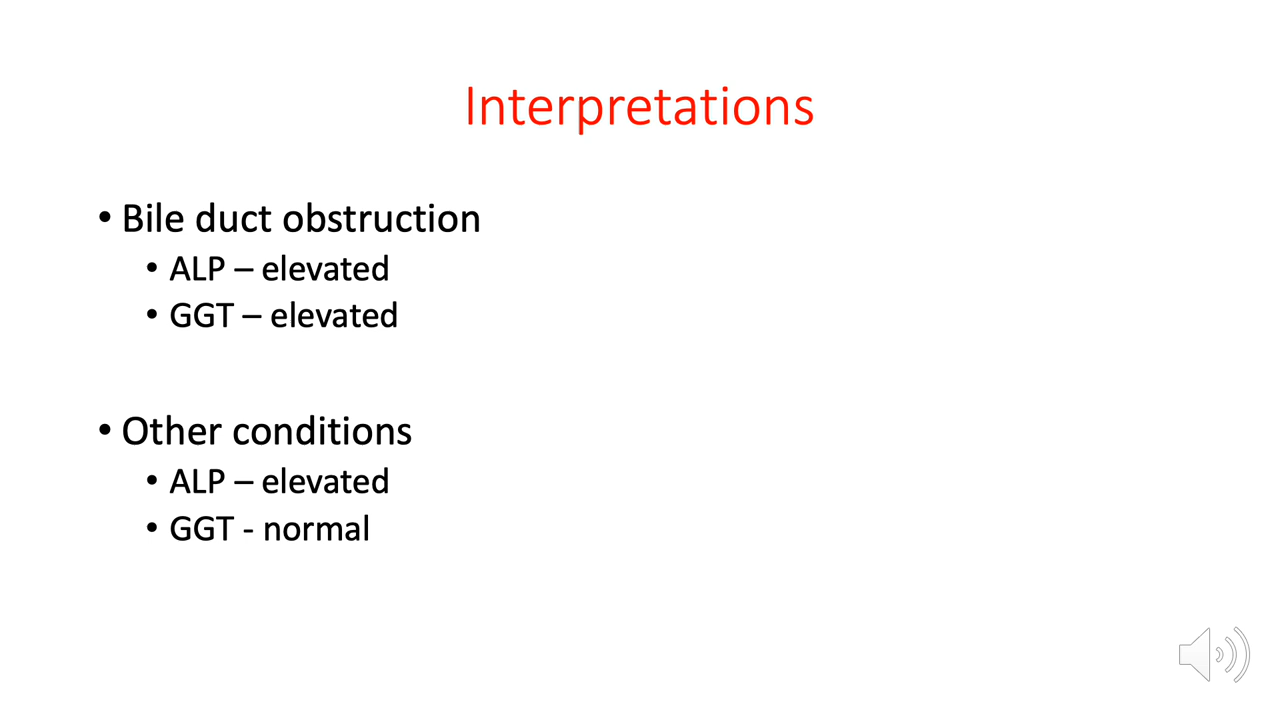 Interpretations
• Bile duct obstruction
• ALP – elevated
• GGT – elevated
• Other conditions
• ALP – elevated
• GGT - normal